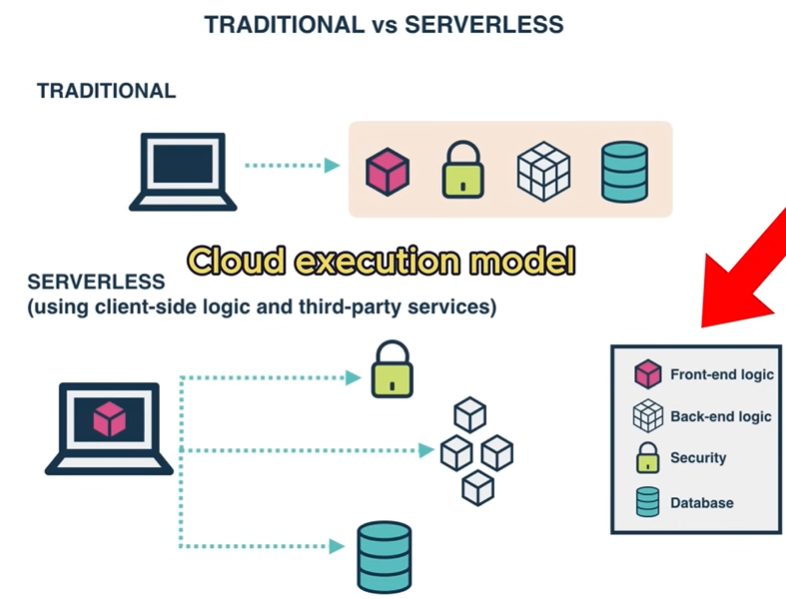 TRADITIONAL vs SERVERLESS
TRADITIONAL
Cloud execution model
SERVERLESS
(using client-side logic and third-party services)
Front-end logic
Back-end logic
Security
Database